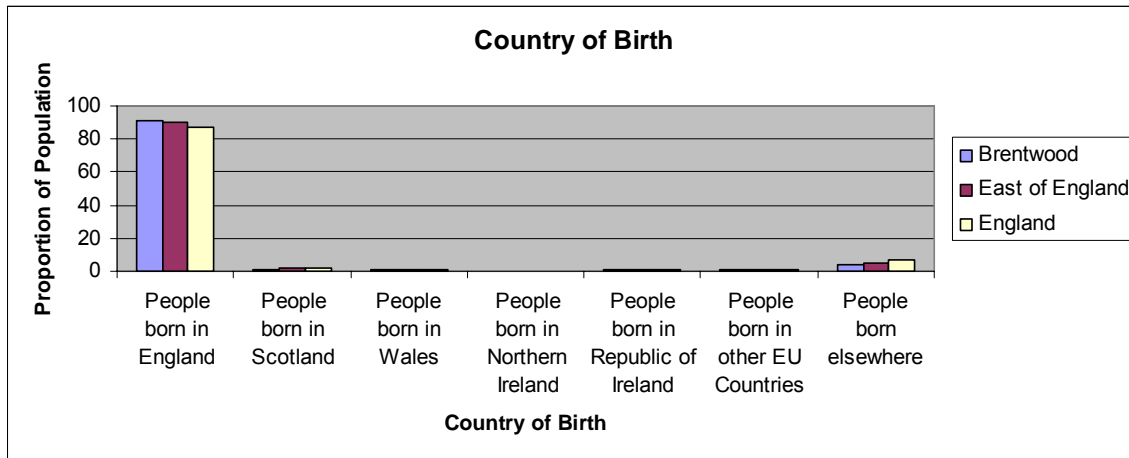 Country of Birth
Proportion of Population
100
80
60
40
20
0
People born in England
People born in Scotland
People born in Wales
People born in Northern Ireland
People born in Republic of Ireland
People born in other EU Countries
People born elsewhere
Country of Birth
Brentwood
East of England
England